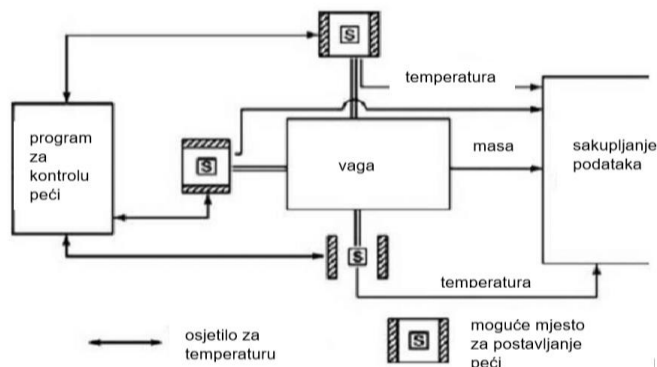 S
temperatura
program
za
kontrolu
peći
S
vaga
masa
sakupljanje
podataka
S
temperatura
osjetilo za
temperaturu
S
moguće mjesto
za postavljanje
peći